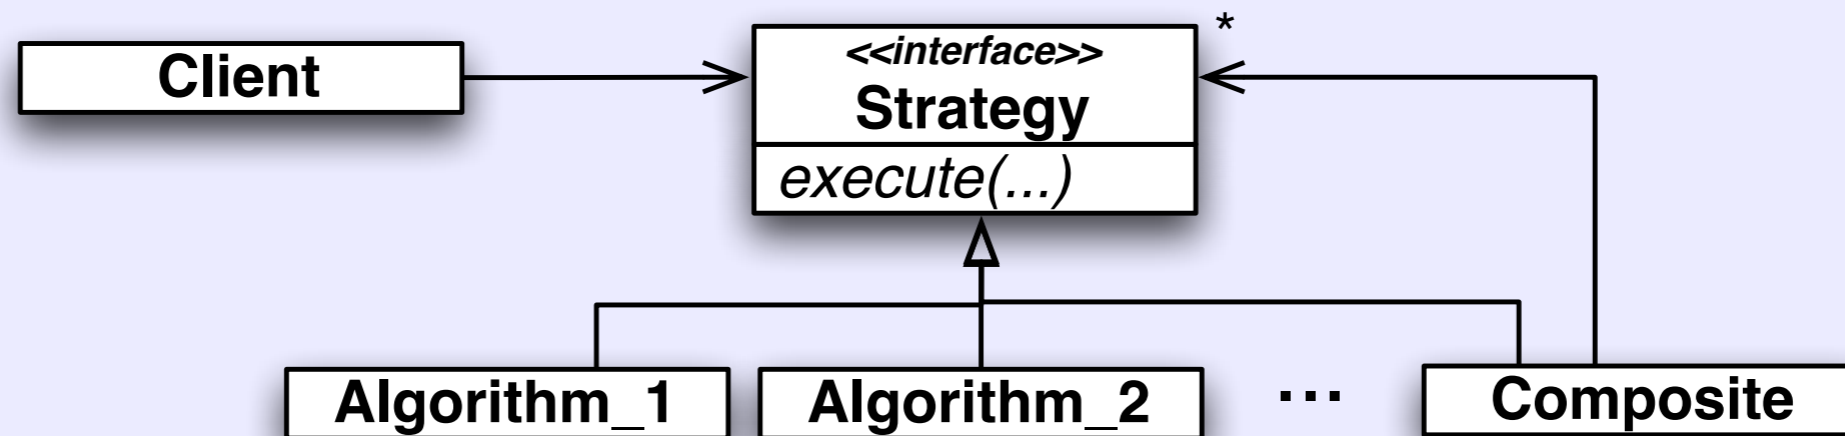 Client
*
<<interface>>
Strategy
execute(...)
Algorithm_1
Algorithm_2
...
Composite